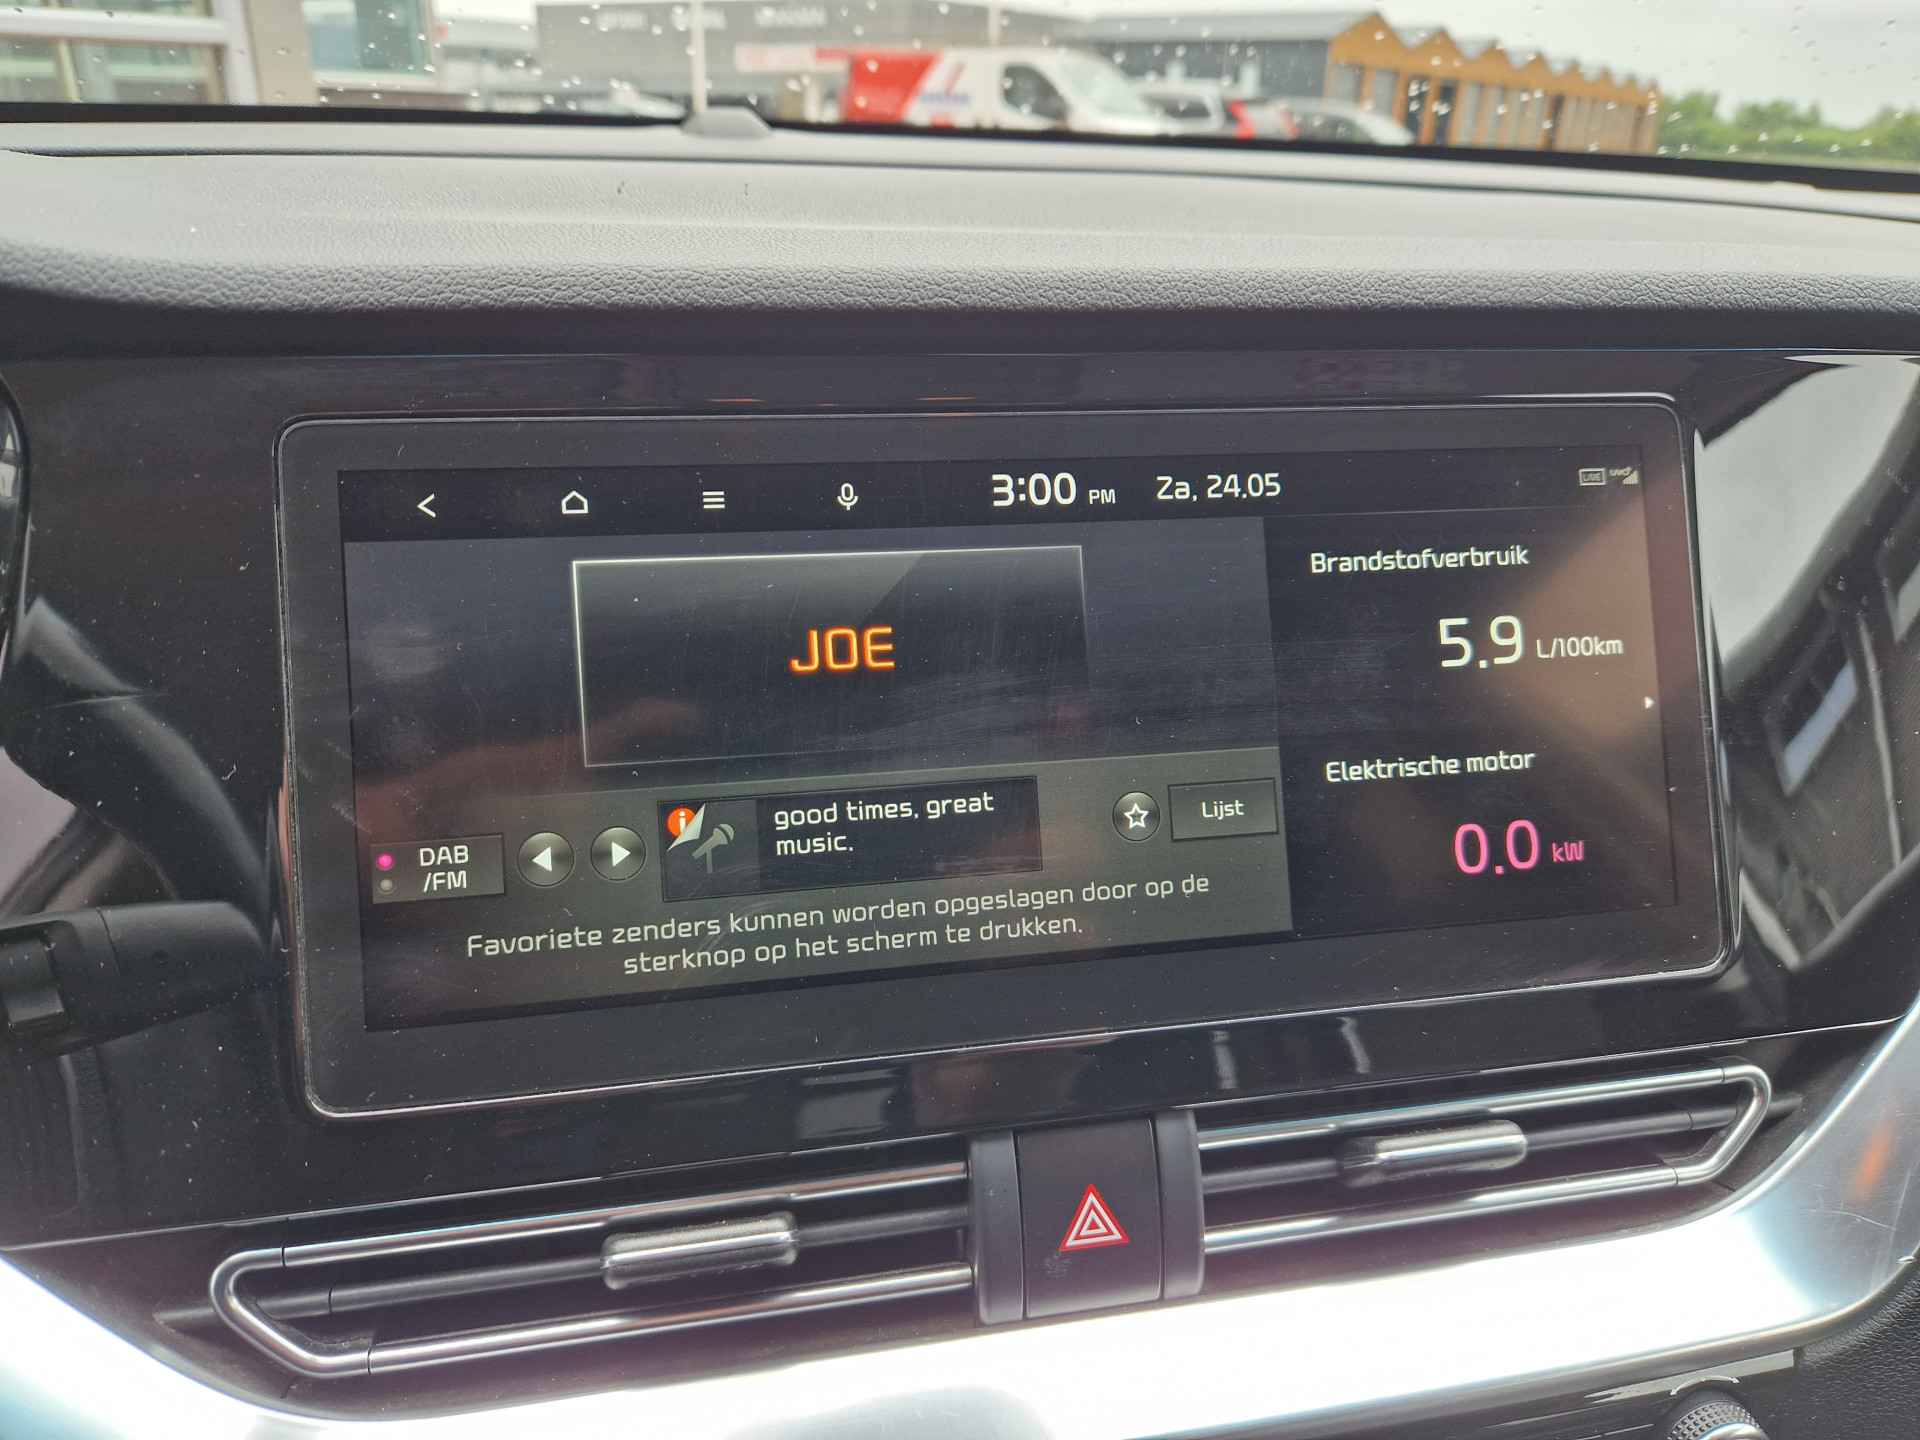 3:00 PM Za, 24.05
LIVE
JOE
Brandstofverbruik
5.9 L/100km
Elektrische motor
0.0 kW
DAB
/FM
good times, great
music.
Lijst
Favoriete zenders kunnen worden opgeslagen door op de
sterknop op het scherm te drukken.